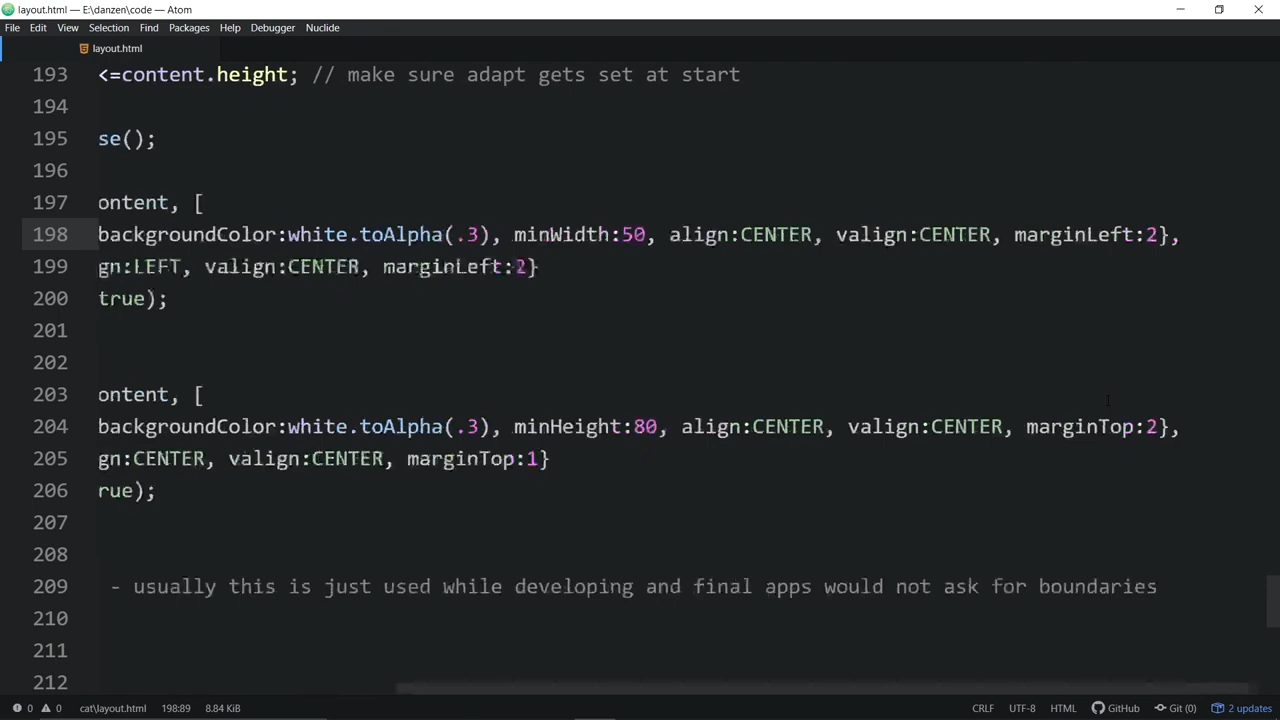 layout.html — E:\danzen\code — Atom
File Edit View Selection Find Packages Help Debugger Nuclide
layout.html
193 <=content.height; // make sure adapt gets set at start
194
195 se();
196
197 ontent, [
198 backgroundColor:white.toAlpha(.3), minWidth:50, align:CENTER, valign:CENTER, marginLeft:2},
199 gn:LEFT, valign:CENTER, marginLeft:2}
200 true);
201
202
203 ontent, [
204 backgroundColor:white.toAlpha(.3), minHeight:80, align:CENTER, valign:CENTER, marginTop:2},
205 gn:CENTER, valign:CENTER, marginTop:1}
206 rue);
207
208
209 - usually this is just used while developing and final apps would not ask for boundaries
210
211
212
0 0 cat\layout.html 198:89 8.84 KiB CRLF UTF-8 HTML GitHub Git (0) 2 updates